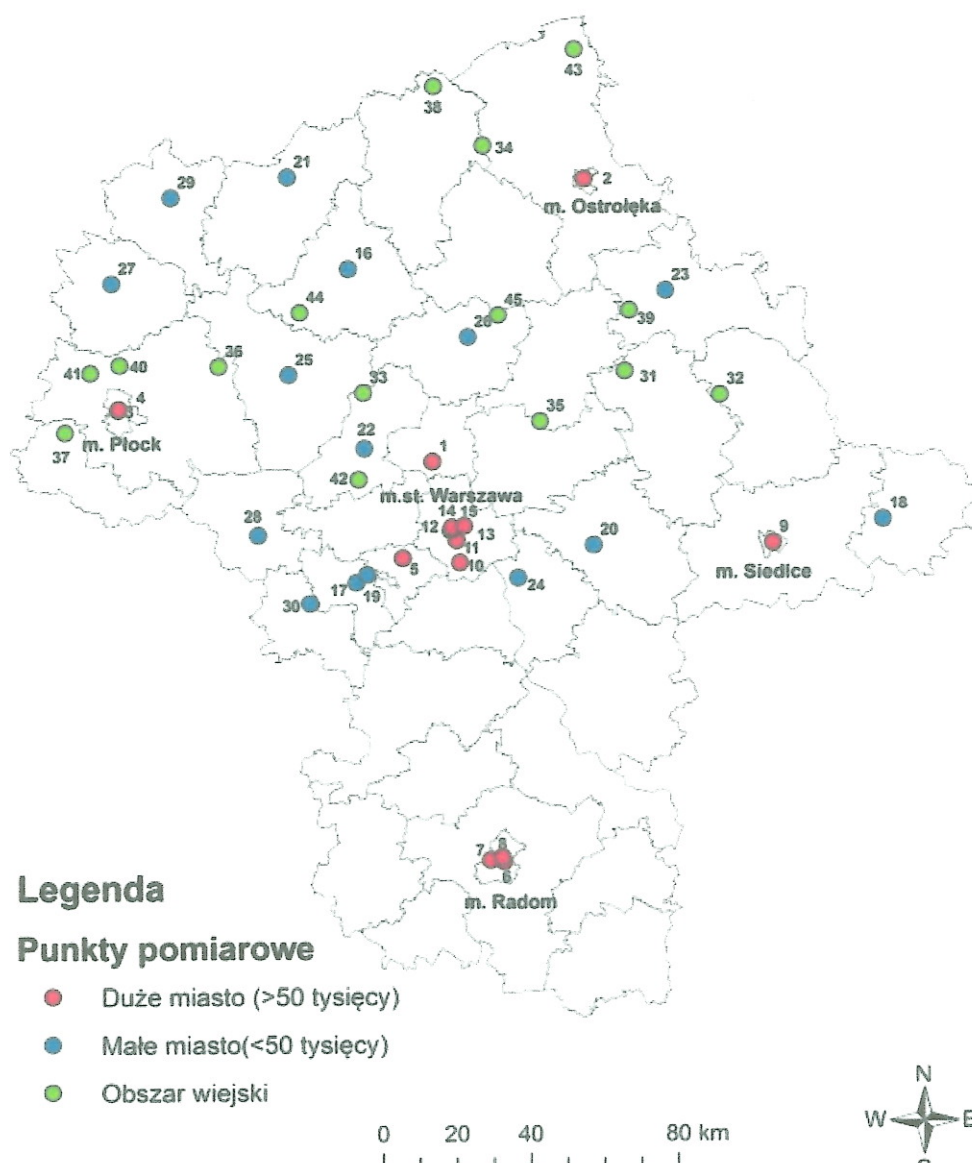 43
38
34
21
29
2
m. Ostrołęka
16
27
23
44
45
39
26
36
25
40
41
31
33
32
4
3
35
22
1
m. Płock
37
42
m.st. Warszawa
14 15
28
12
13
18
20
9
11
5
10
m. Siedlce
17
19
24
30
7
8
6
m. Radom
Legenda
Punkty pomiarowe
Duże miasto (>50 tysięcy)
Małe miasto(<50 tysięcy)
Obszar wiejski
N
W
E
S
0 20 40 80 km